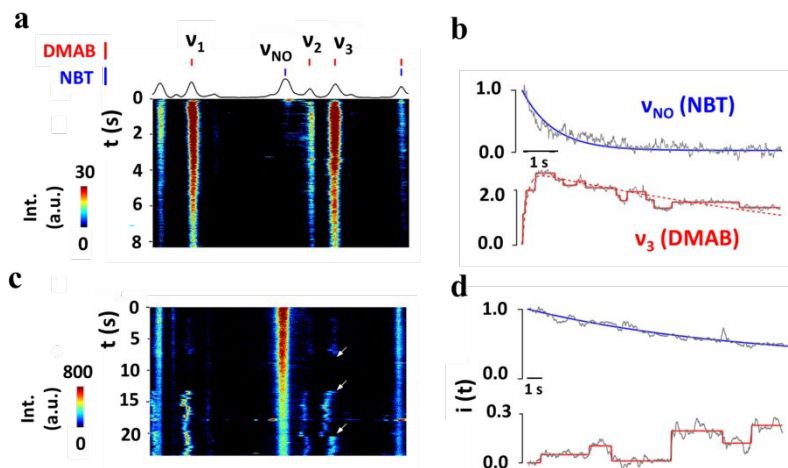 a
DMAB
NBT
ν1
νNO
ν2
ν3
t (s)
0
2
4
6
8
30
Int.
(a.u.)
0
b
1.0
νNO (NBT)
0.0
1 s
2.0
0.0
ν3 (DMAB)
c
t (s)
0
5
10
15
20
800
Int.
(a.u.)
0
d
1.0
0.0
1 s
i (t)
0.3
0.0